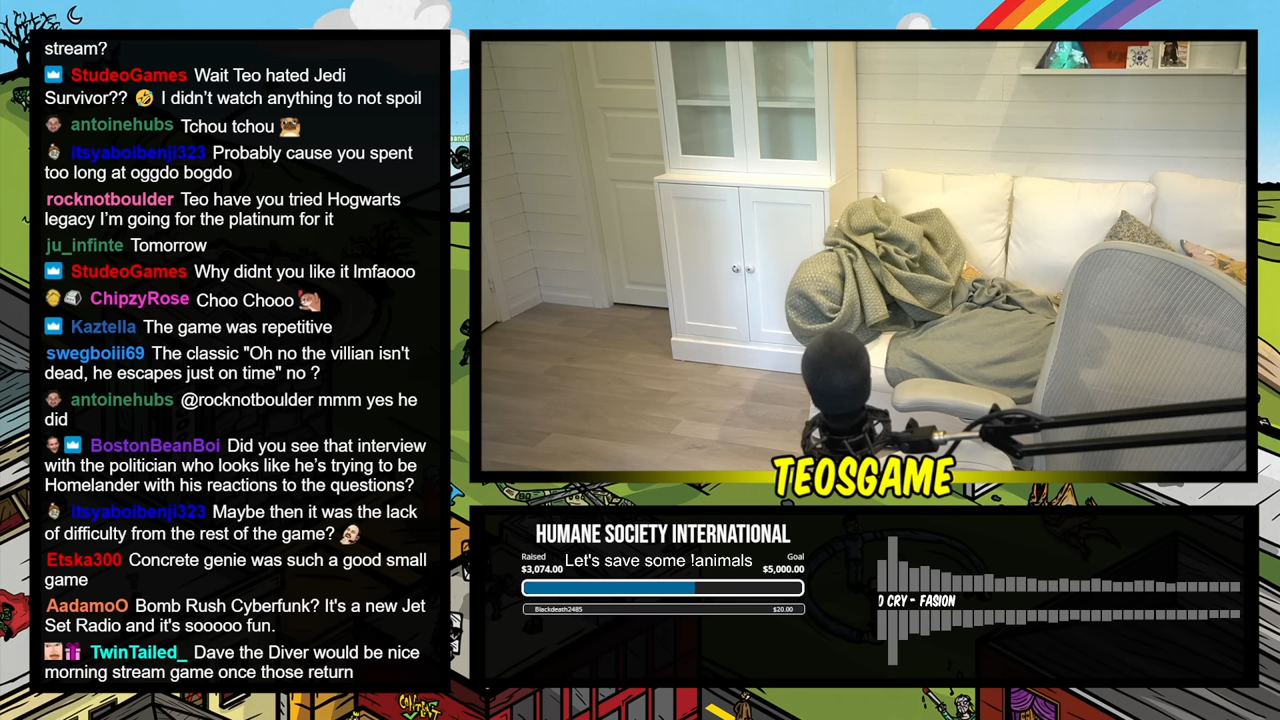 stream?
StudeoGames Wait Teo hated Jedi
Survivor?? 🤣 I didn't watch anything to not spoil
antoinehubs Tchou tchou
itsyaboibenji323 Probably cause you spent
too long at oggdo bogdo
rocknotboulder Teo have you tried Hogwarts
legacy I'm going for the platinum for it
ju_infinte Tomorrow
StudeoGames Why didnt you like it lmfaooo
ChipzyRose Choo Chooo
Kaztella The game was repetitive
swegboiii69 The classic "Oh no the villian isn't
dead, he escapes just on time" no ?
antoinehubs @rocknotboulder mmm yes he
did
BostonBeanBoi Did you see that interview
with the politician who looks like he's trying to be
Homelander with his reactions to the questions?
itsyaboibenji323 Maybe then it was the lack
of difficulty from the rest of the game?
Etska300 Concrete genie was such a good small
game
AadamoO Bomb Rush Cyberfunk? It's a new Jet
Set Radio and it's sooooo fun.
TwinTailed_ Dave the Diver would be nice
morning stream game once those return
TEOSGAME
HUMANE SOCIETY INTERNATIONAL
Raised Let's save some !animals Goal
$3,074.00 $5,000.00
Blackdeath2485 $20.00
O CRY - FASION